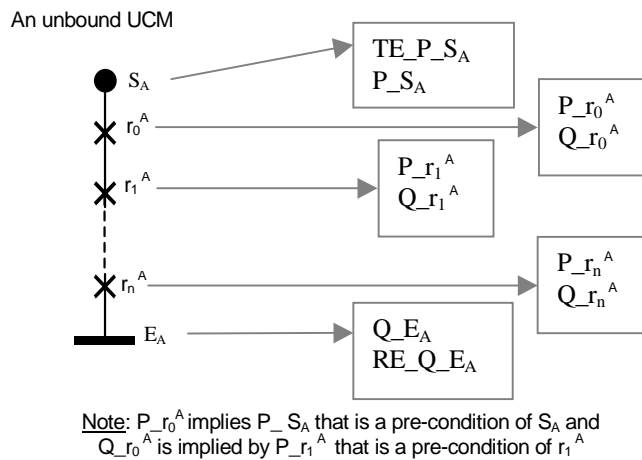 An unbound UCM
S_A
TE_P_S_A
P_S_A
r_0^A
P_r_0^A
Q_r_0^A
r_1^A
P_r_1^A
Q_r_1^A
r_n^A
P_r_n^A
Q_r_n^A
E_A
Q_E_A
RE_Q_E_A
Note: P_r_0^A implies P_ S_A that is a pre-condition of S_A and
Q_r_0^A is implied by P_r_1^A that is a pre-condition of r_1^A